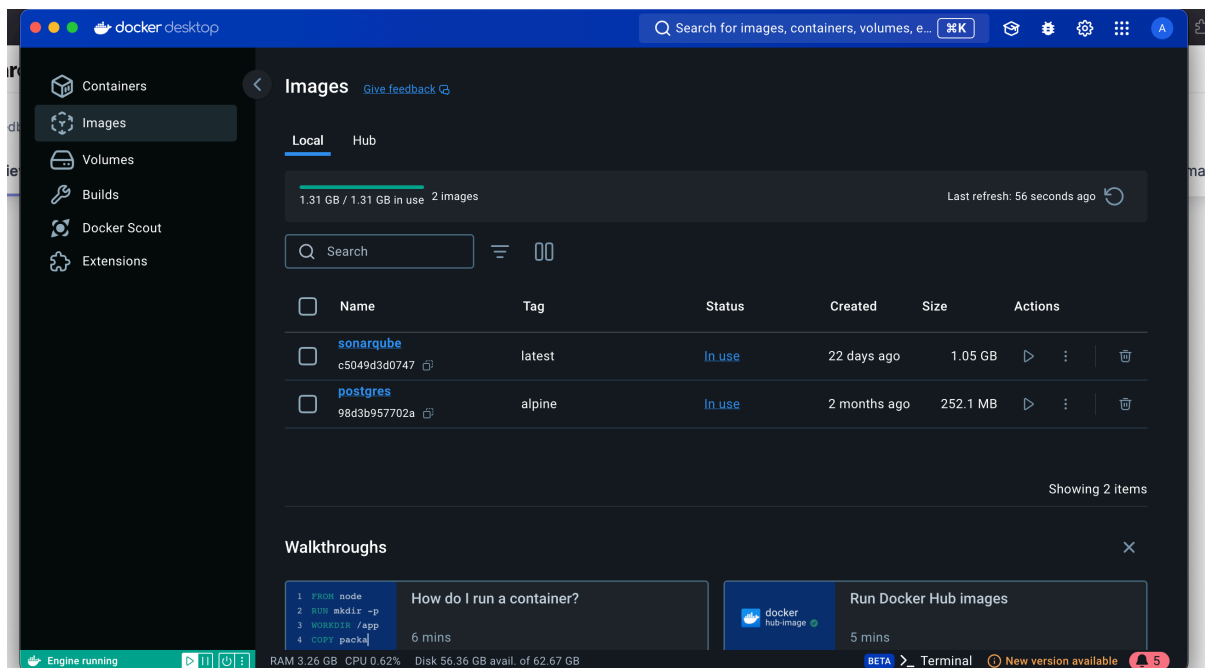 docker desktop
Search for images, containers, volumes, e... ⌘K
A
Containers
Images
Volumes
Builds
Docker Scout
Extensions
Images Give feedback
Local Hub
1.31 GB / 1.31 GB in use 2 images
Last refresh: 56 seconds ago
Search
Name Tag Status Created Size Actions
sonarqube
c5049d3d0747
latest In use 22 days ago 1.05 GB
postgres
98d3b957702a
alpine In use 2 months ago 252.1 MB
Showing 2 items
Walkthroughs
1 FROM node
2 RUN mkdir -p
3 WORKDIR /app
4 COPY packa
How do I run a container?
6 mins
docker
hub-image
Run Docker Hub images
5 mins
Engine running
RAM 3.26 GB CPU 0.62% Disk 56.36 GB avail. of 62.67 GB
BETA >_ Terminal New version available 5